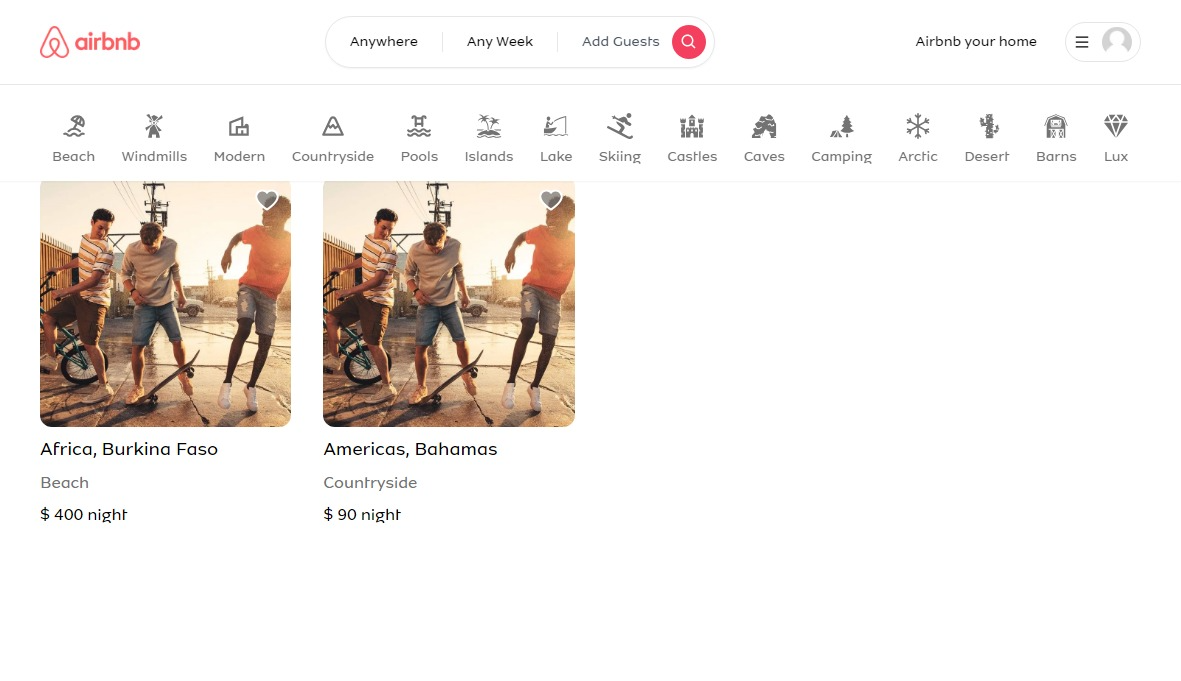 airbnb
Anywhere
Any Week
Add Guests
Airbnb your home
Beach
Windmills
Modern
Countryside
Pools
Islands
Lake
Skiing
Castles
Caves
Camping
Arctic
Desert
Barns
Lux
Africa, Burkina Faso
Beach
$ 400 night
Americas, Bahamas
Countryside
$ 90 night